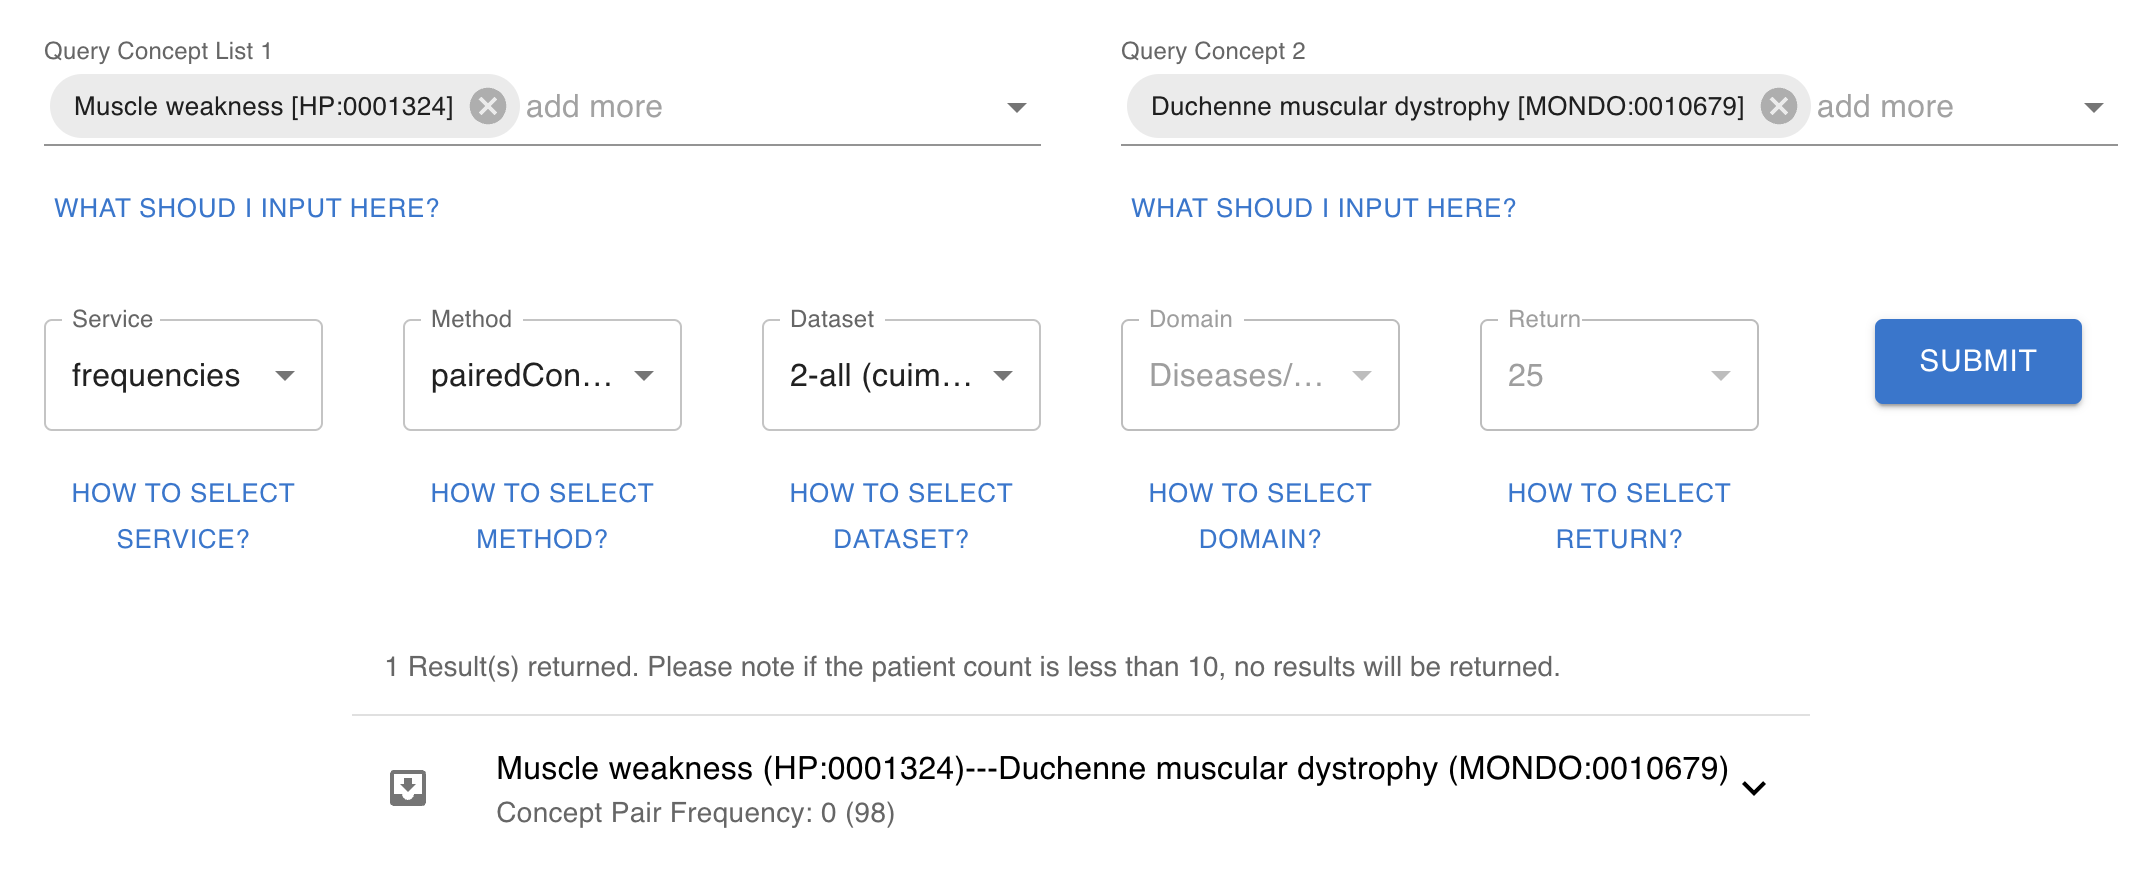 Query Concept List 1
Query Concept 2
Muscle weakness [HP:0001324] add more
Duchenne muscular dystrophy [MONDO:0010679] add more
WHAT SHOUD I INPUT HERE?
WHAT SHOUD I INPUT HERE?
Service
Method
Dataset
Domain
Return
frequencies
pairedCon...
2-all (cuim...
Diseases/...
25
SUBMIT
HOW TO SELECT
SERVICE?
HOW TO SELECT
METHOD?
HOW TO SELECT
DATASET?
HOW TO SELECT
DOMAIN?
HOW TO SELECT
RETURN?
1 Result(s) returned. Please note if the patient count is less than 10, no results will be returned.
Muscle weakness (HP:0001324)---Duchenne muscular dystrophy (MONDO:0010679)
Concept Pair Frequency: 0 (98)